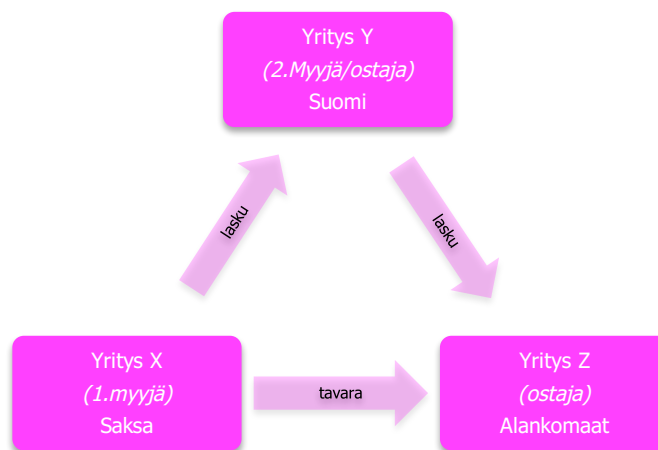 Yritys Y
(2.Myyjä/ostaja)
Suomi
lasku
lasku
Yritys X
(1.myyjä)
Saksa
tavara
Yritys Z
(ostaja)
Alankomaat